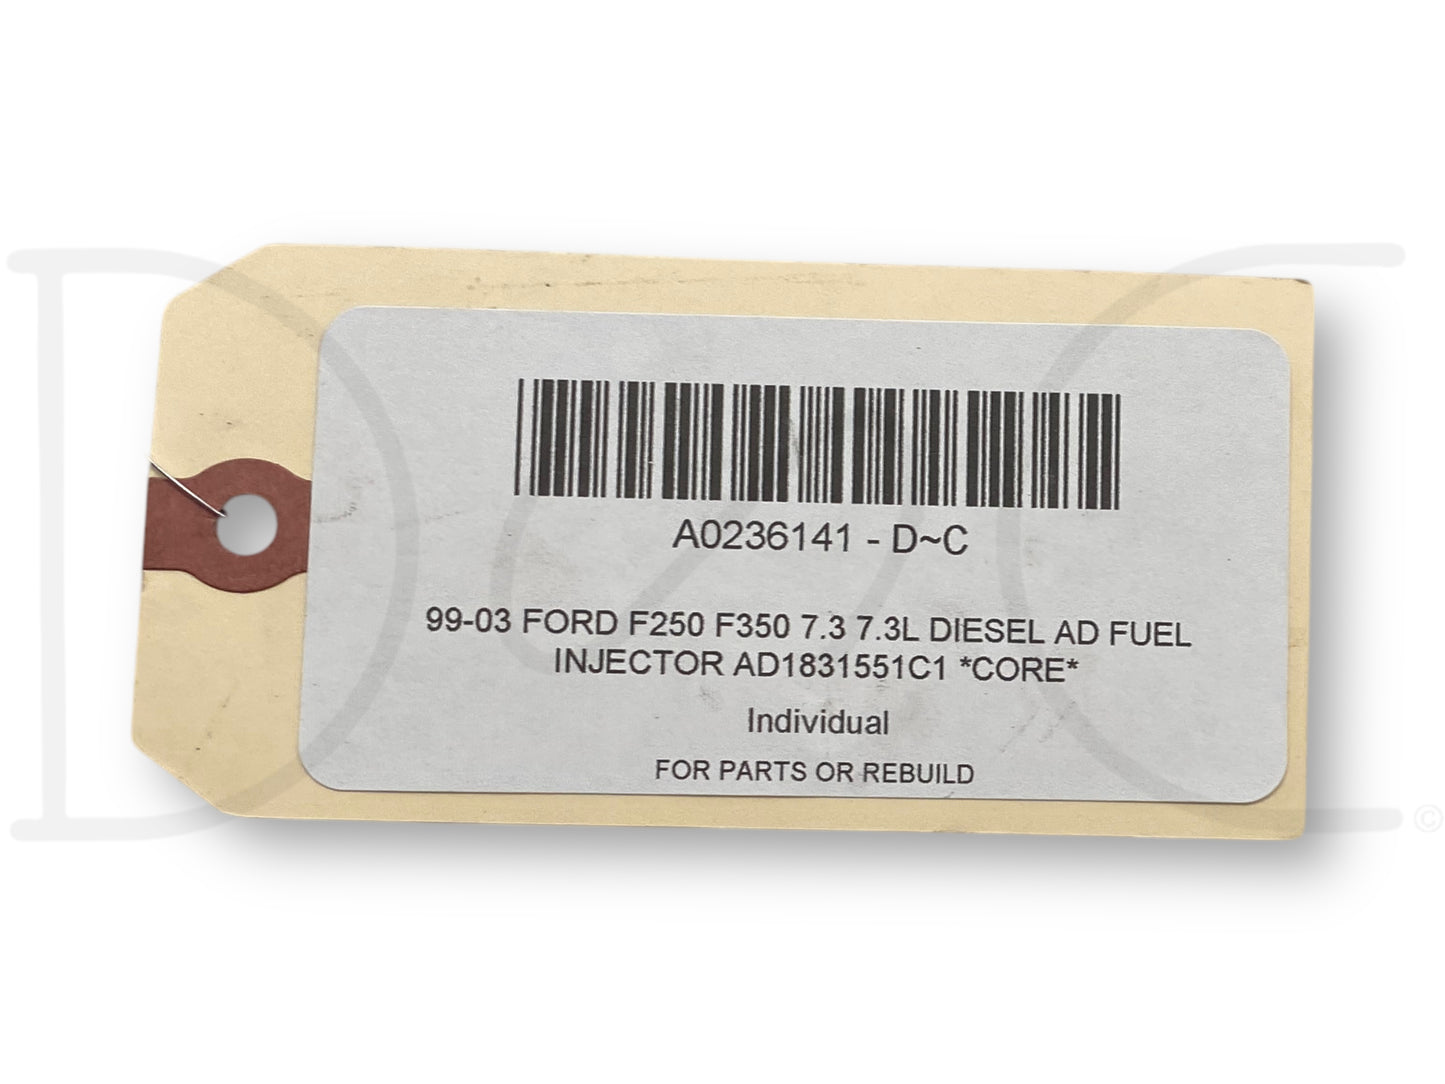 A0236141 - D~C
99-03 FORD F250 F350 7.3 7.3L DIESEL AD FUEL
INJECTOR AD1831551C1 *CORE*
Individual
FOR PARTS OR REBUILD
D C
©